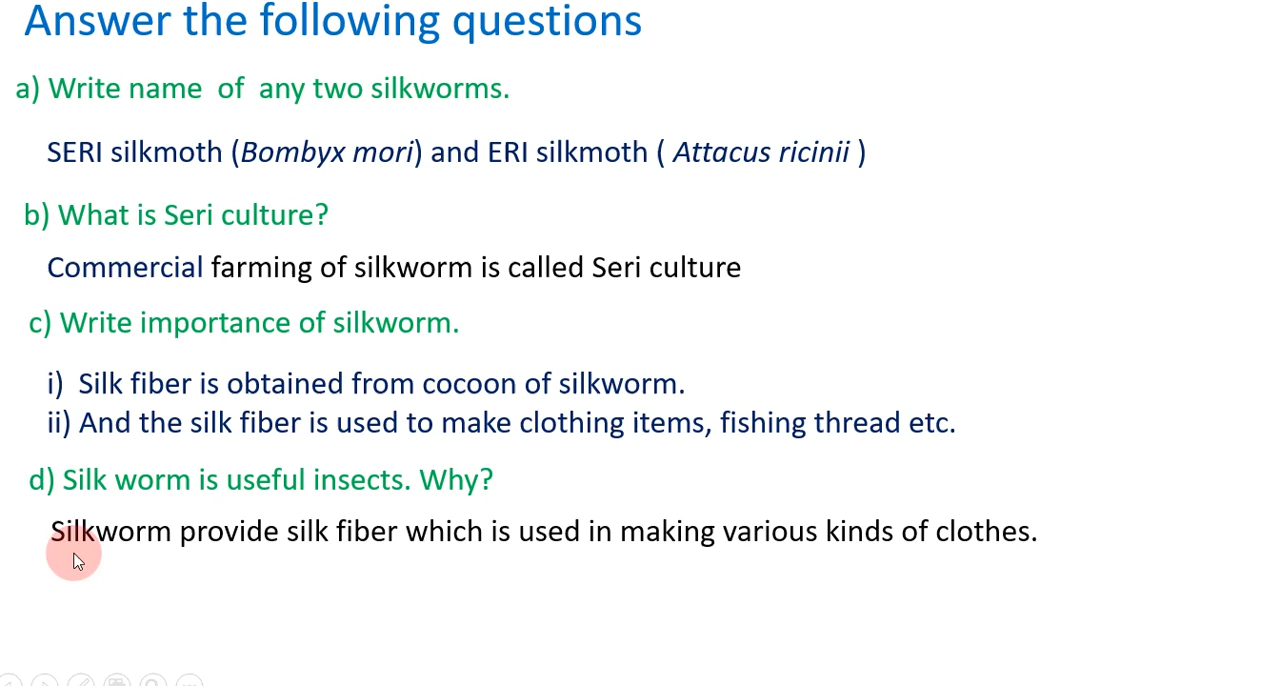 Answer the following questions
a) Write name of any two silkworms.
SERI silkmoth (Bombyx mori) and ERI silkmoth ( Attacus ricinii )
b) What is Seri culture?
Commercial farming of silkworm is called Seri culture
c) Write importance of silkworm.
i) Silk fiber is obtained from cocoon of silkworm.
ii) And the silk fiber is used to make clothing items, fishing thread etc.
d) Silk worm is useful insects. Why?
Silkworm provide silk fiber which is used in making various kinds of clothes.